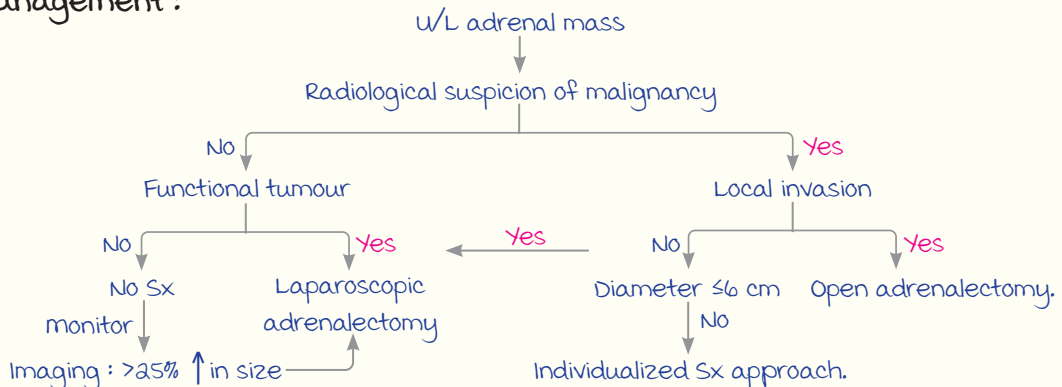 U/L adrenal mass
Radiological suspicion of malignancy
No
Yes
Functional tumour
Local invasion
No
Yes
Yes
No
Yes
No Sx
Laparoscopic
adrenalectomy
Diameter ≤6 cm
Open adrenalectomy.
monitor
No
Imaging : >25% ↑ in size
Individualized Sx approach.